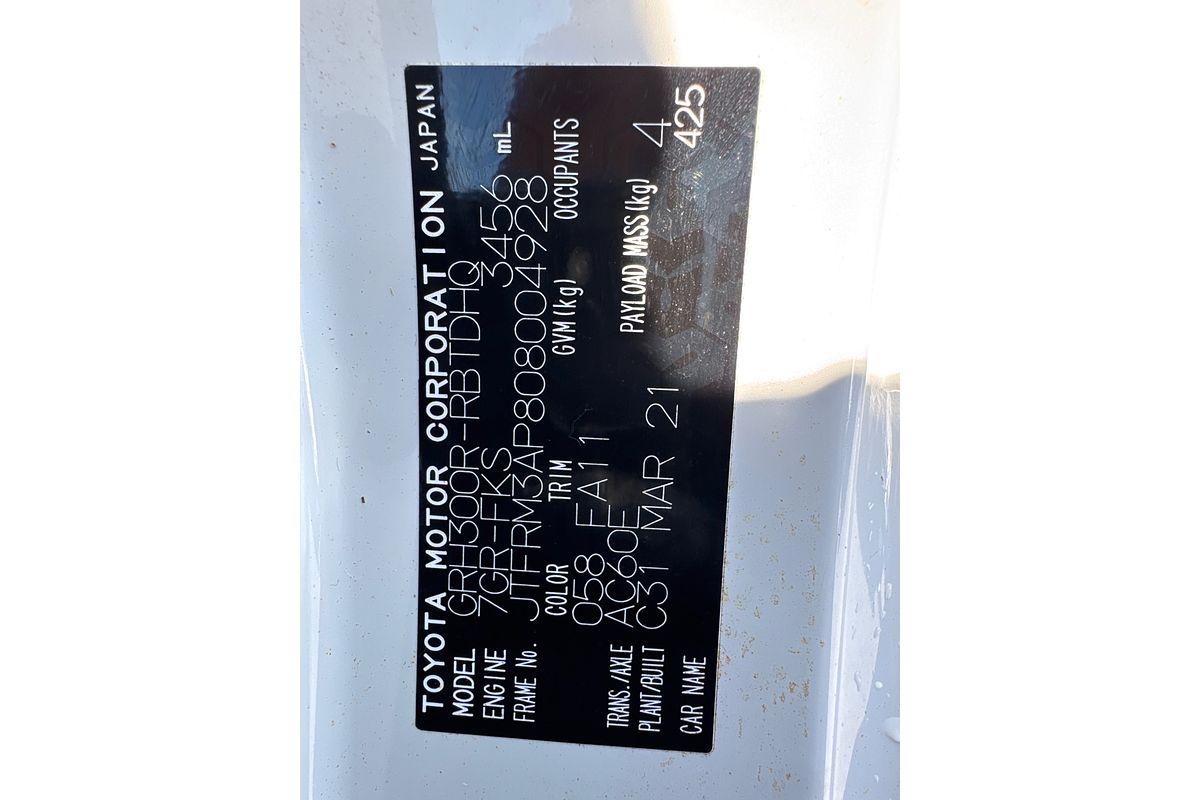 TOYOTA MOTOR CORPORATION JAPAN
MODEL GRH300R-RBTDHQ
ENGINE 7GR-FKS 3456 mL
FRAME No. JTFRM3AP808004928
COLOR TRIM GVM(kg) OCCUPANTS
058 FA11
TRANS./AXLE AC60E
PLANT/BUILT C31 MAR 21 PAYLOAD MASS(kg) 4
CAR NAME 425